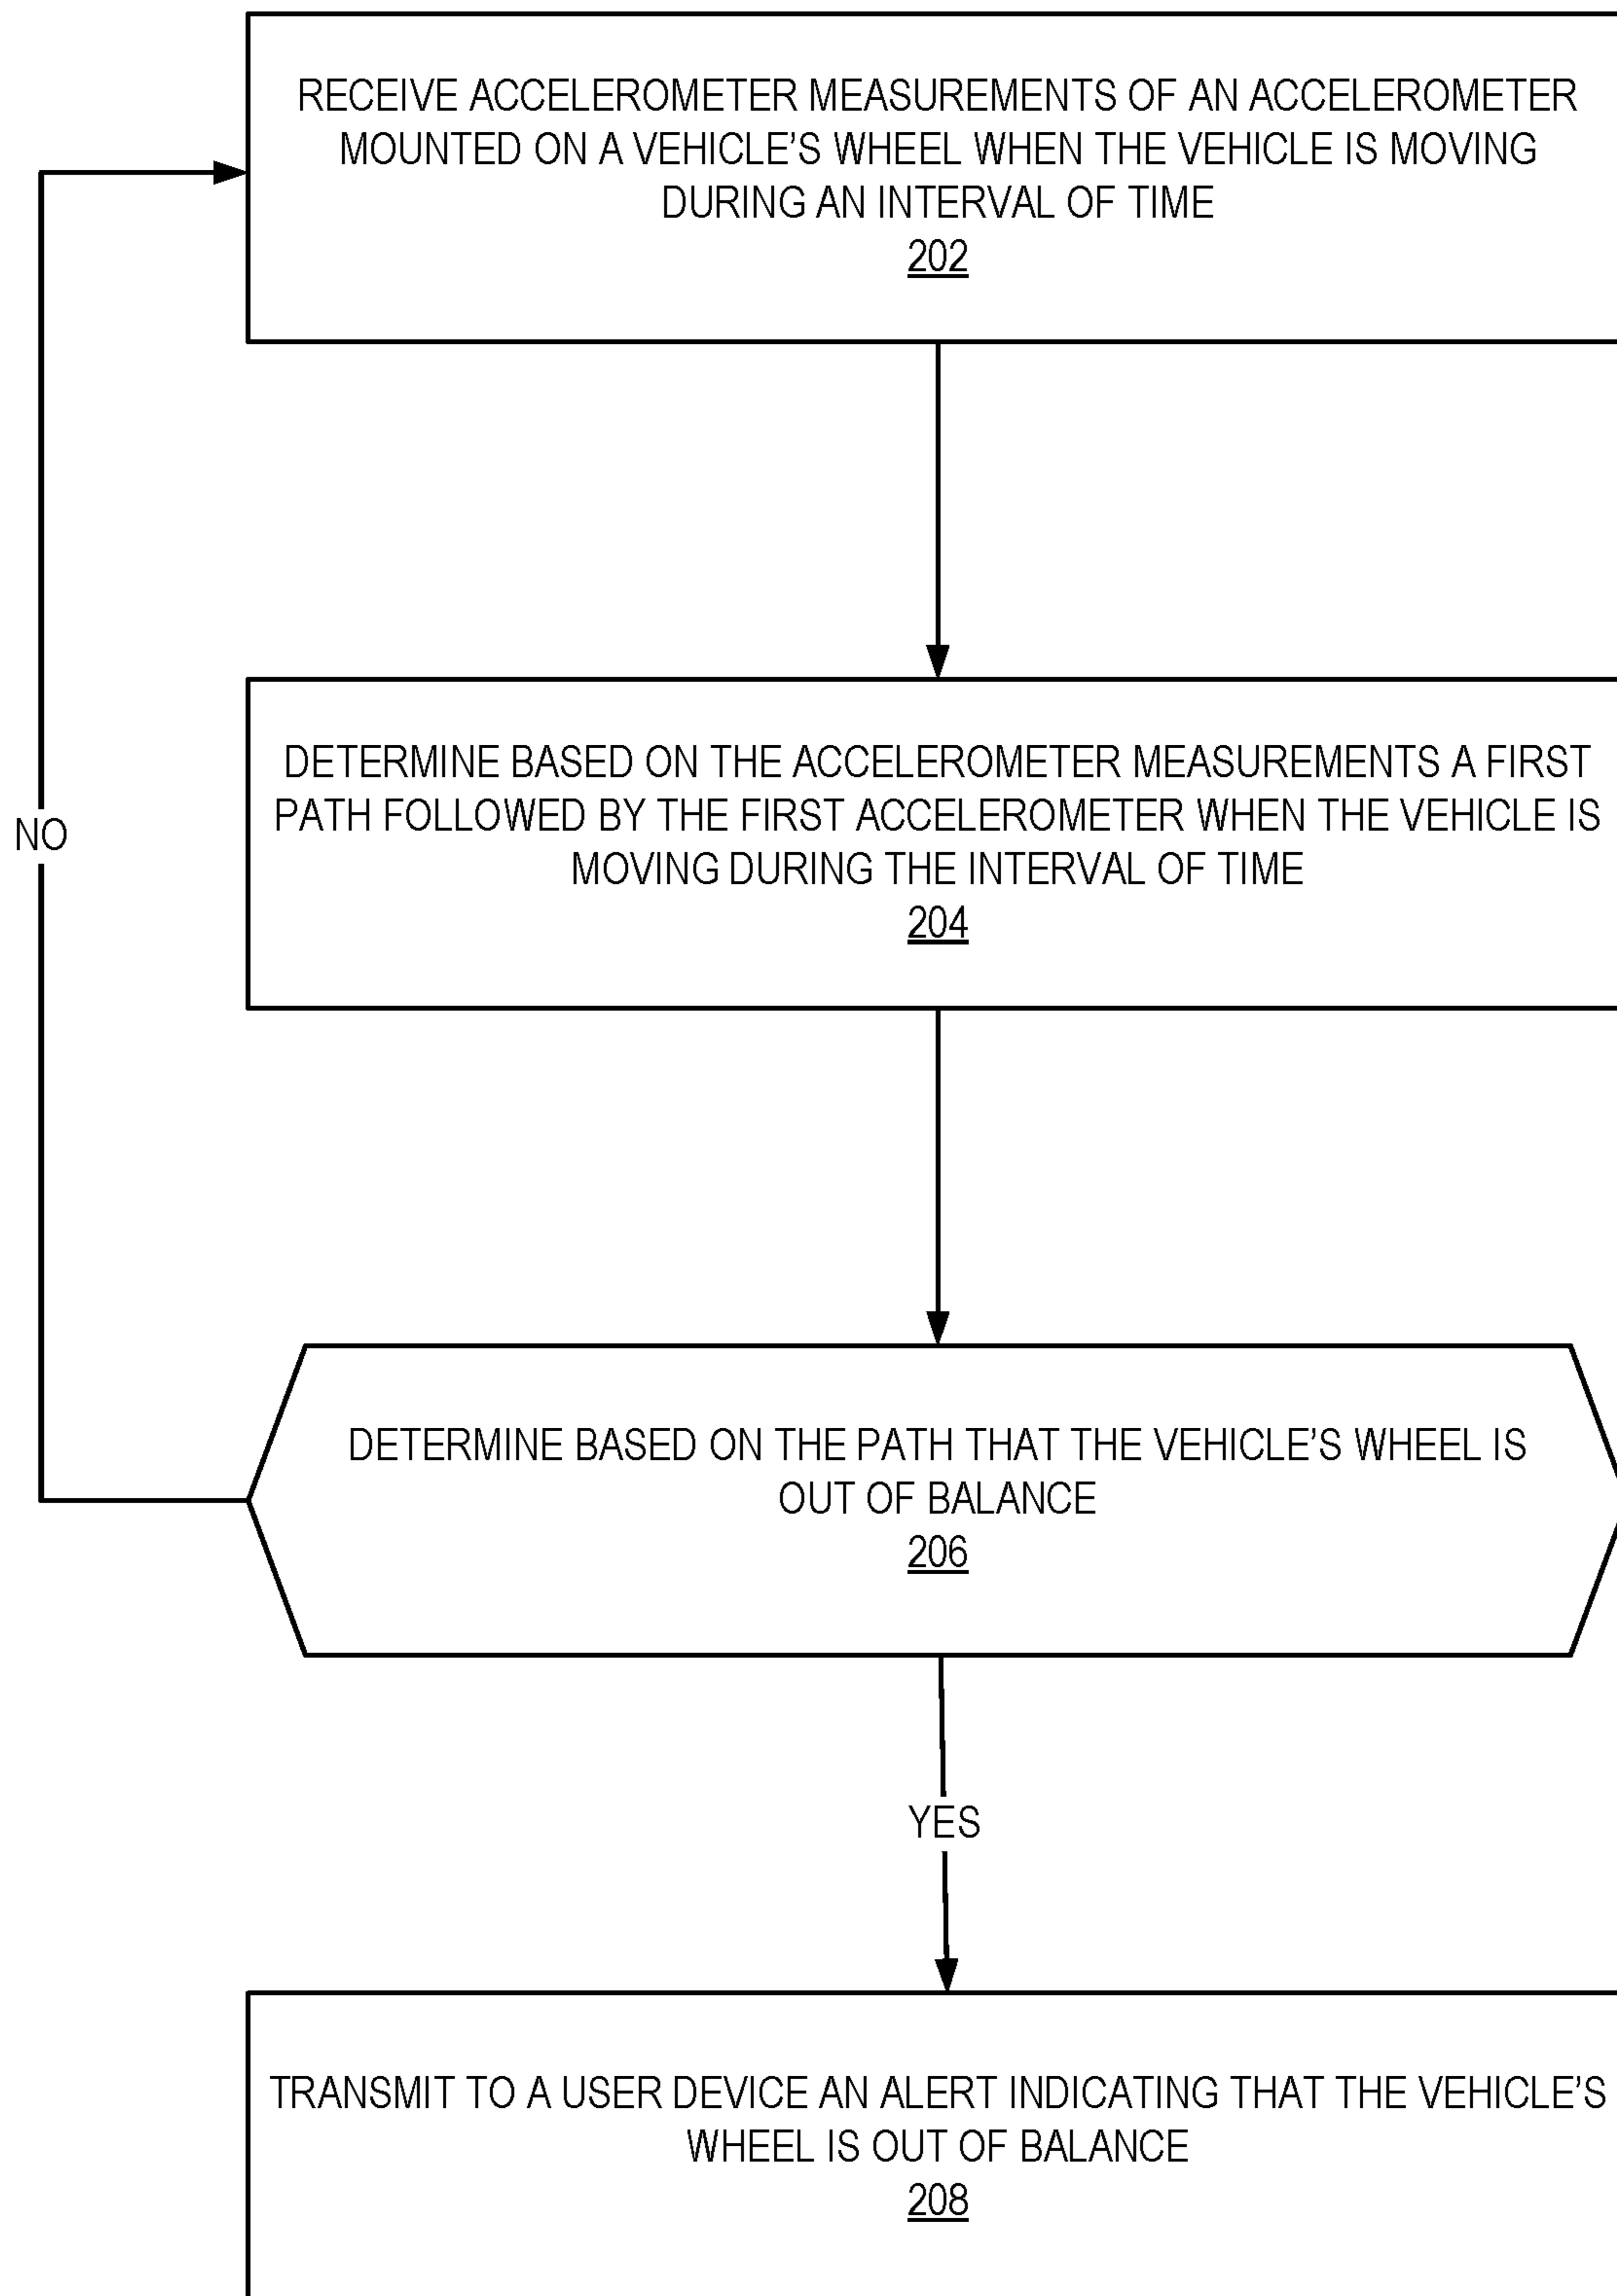 RECEIVE ACCELEROMETER MEASUREMENTS OF AN ACCELEROMETER
MOUNTED ON A VEHICLE'S WHEEL WHEN THE VEHICLE IS MOVING
DURING AN INTERVAL OF TIME
202
DETERMINE BASED ON THE ACCELEROMETER MEASUREMENTS A FIRST
PATH FOLLOWED BY THE FIRST ACCELEROMETER WHEN THE VEHICLE IS
MOVING DURING THE INTERVAL OF TIME
204
NO
DETERMINE BASED ON THE PATH THAT THE VEHICLE'S WHEEL IS
OUT OF BALANCE
206
YES
TRANSMIT TO A USER DEVICE AN ALERT INDICATING THAT THE VEHICLE'S
WHEEL IS OUT OF BALANCE
208